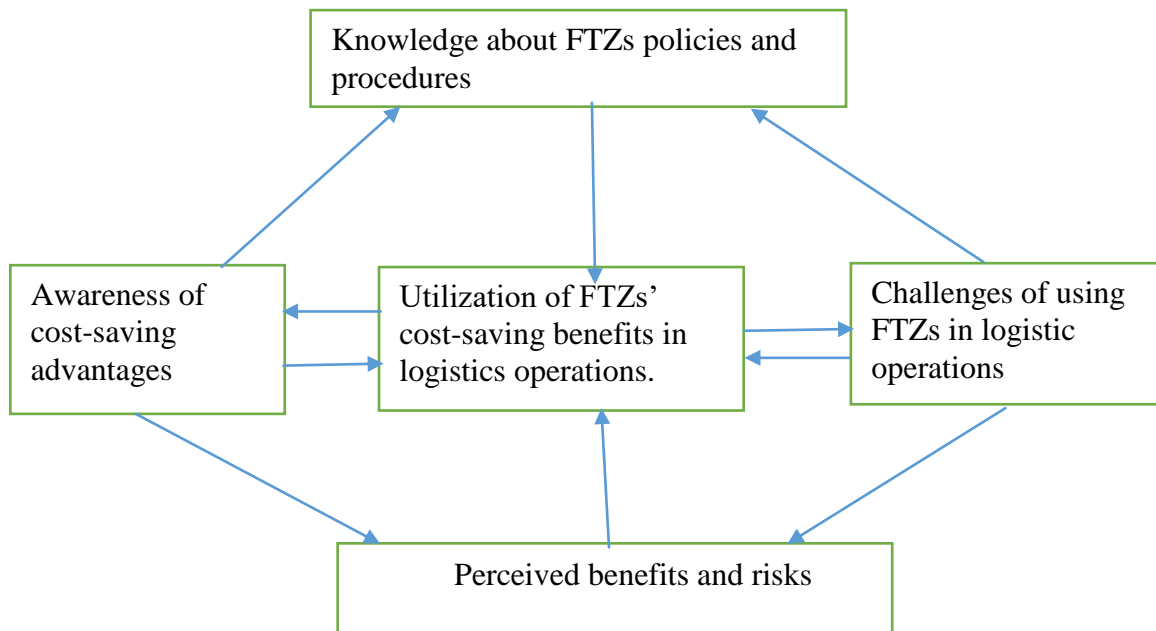 Knowledge about FTZs policies and
procedures
Awareness of
cost-saving
advantages
Utilization of FTZs’
cost-saving benefits in
logistics operations.
Challenges of using
FTZs in logistic
operations
Perceived benefits and risks